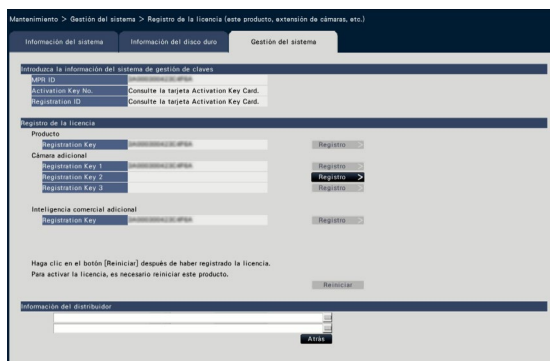 Mantenimiento > Gestión del sistema > Registro de la licencia (este producto, extensión de cámaras, etc.)
Información del sistema Información del disco duro Gestión del sistema
Introduzca la información del sistema de gestión de claves
MPR ID
Activation Key No. Consulte la tarjeta Activation Key Card.
Registration ID Consulte la tarjeta Activation Key Card.
Registro de la licencia
Producto
Registration Key Registro >
Cámara adicional
Registration Key 1 Registro >
Registration Key 2 Registro >
Registration Key 3 Registro >
Inteligencia comercial adicional
Registration Key Registro >
Haga clic en el botón [Reiniciar] después de haber registrado la licencia.
Para activar la licencia, es necesario reiniciar este producto.
Reiniciar
Información del distribuidor
Atrás